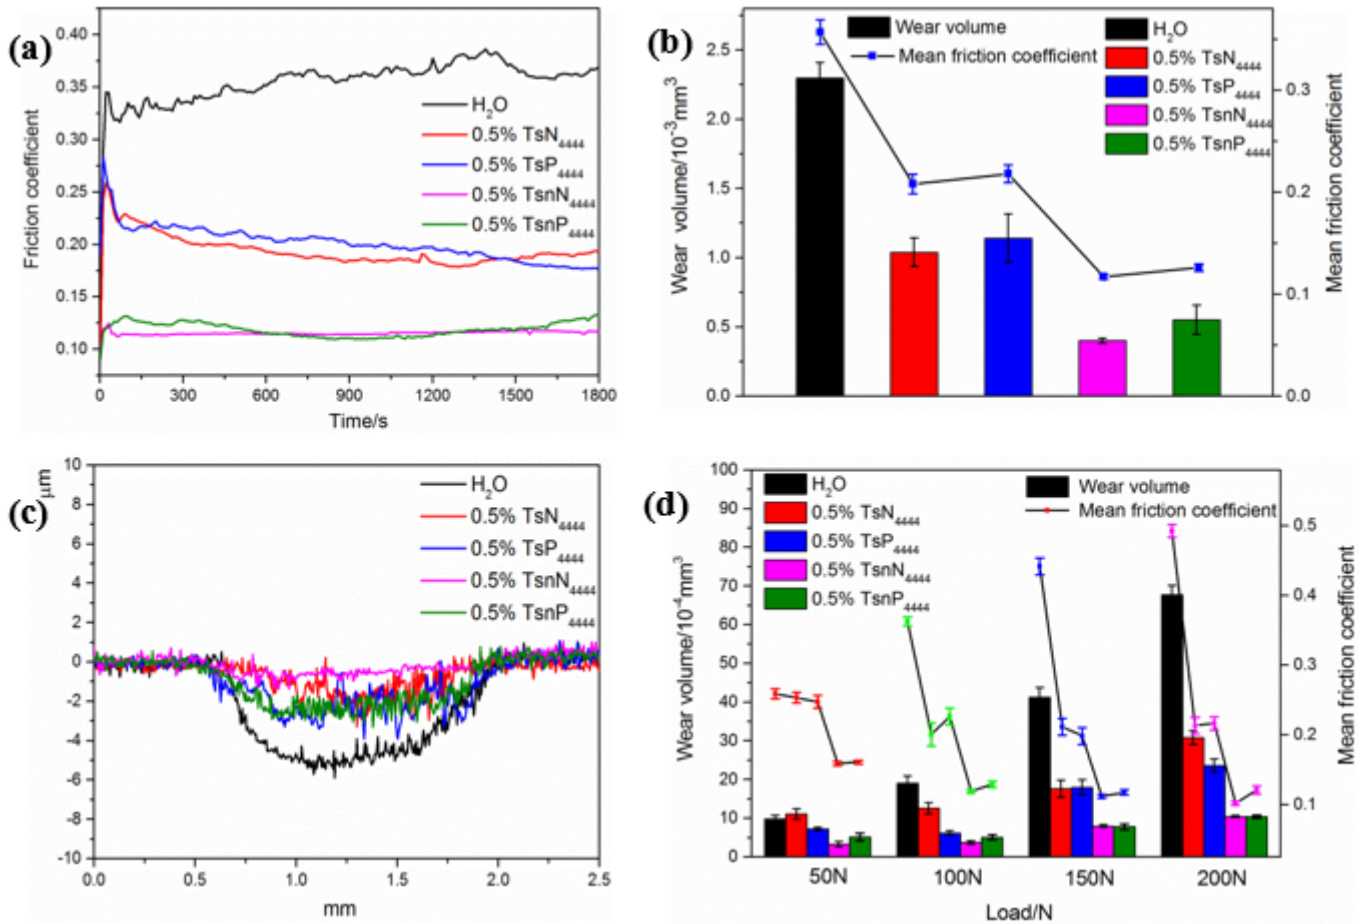 (a)
0.40
0.35
0.30
0.25
0.20
0.15
0.10
Friction coefficient
H₂O
0.5% TsN₄₄₄₄
0.5% TsP₄₄₄₄
0.5% TsnN₄₄₄₄
0.5% TsnP₄₄₄₄
0 300 600 900 1200 1500 1800
Time/s
(b)
2.5
2.0
1.5
1.0
0.5
0.0
Wear volume/10⁻³mm³
Wear volume
Mean friction coefficient
H₂O
0.5% TsN₄₄₄₄
0.5% TsP₄₄₄₄
0.5% TsnN₄₄₄₄
0.5% TsnP₄₄₄₄
0.3
0.2
0.1
0.0
Mean friction coefficient
(c)
μm
10
8
6
4
2
0
-2
-4
-6
-8
-10
H₂O
0.5% TsN₄₄₄₄
0.5% TsP₄₄₄₄
0.5% TsnN₄₄₄₄
0.5% TsnP₄₄₄₄
0.0 0.5 1.0 1.5 2.0 2.5
mm
(d)
100
90
80
70
60
50
40
30
20
10
0
Wear volume/10⁻⁴mm³
H₂O
0.5% TsN₄₄₄₄
0.5% TsP₄₄₄₄
0.5% TsnN₄₄₄₄
0.5% TsnP₄₄₄₄
Wear volume
Mean friction coefficient
0.5
0.4
0.3
0.2
0.1
Mean friction coefficient
50N 100N 150N 200N
Load/N